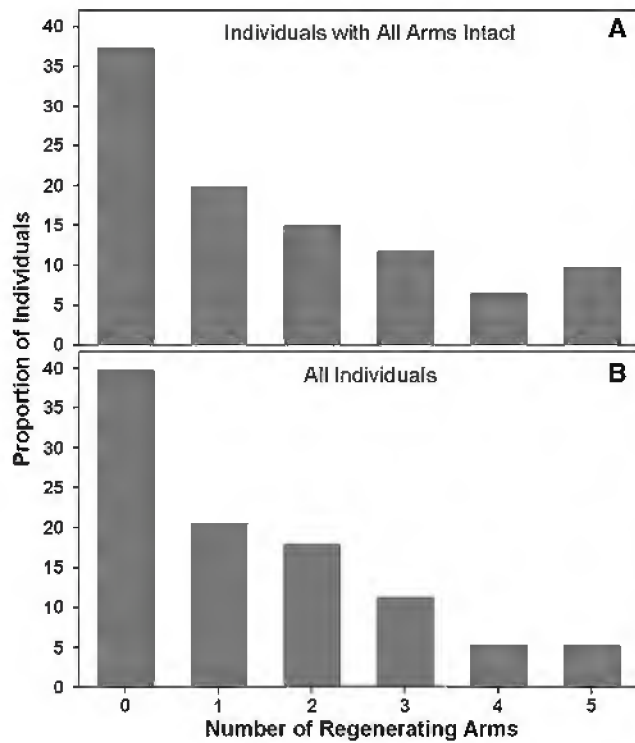 Proportion of Individuals
Individuals with All Arms Intact
A
40
35
30
25
20
15
10
5
0
All Individuals
B
40
35
30
25
20
15
10
5
0
0 1 2 3 4 5
Number of Regenerating Arms